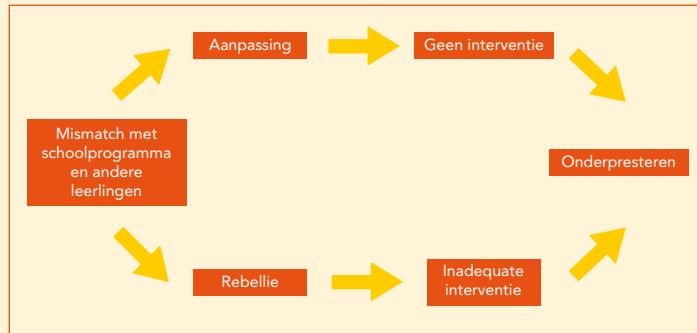 Aanpassing
Geen interventie
Mismatch met
schoolprogramma
en andere
leerlingen
Onderpresteren
Rebellie
Inadequate
interventie